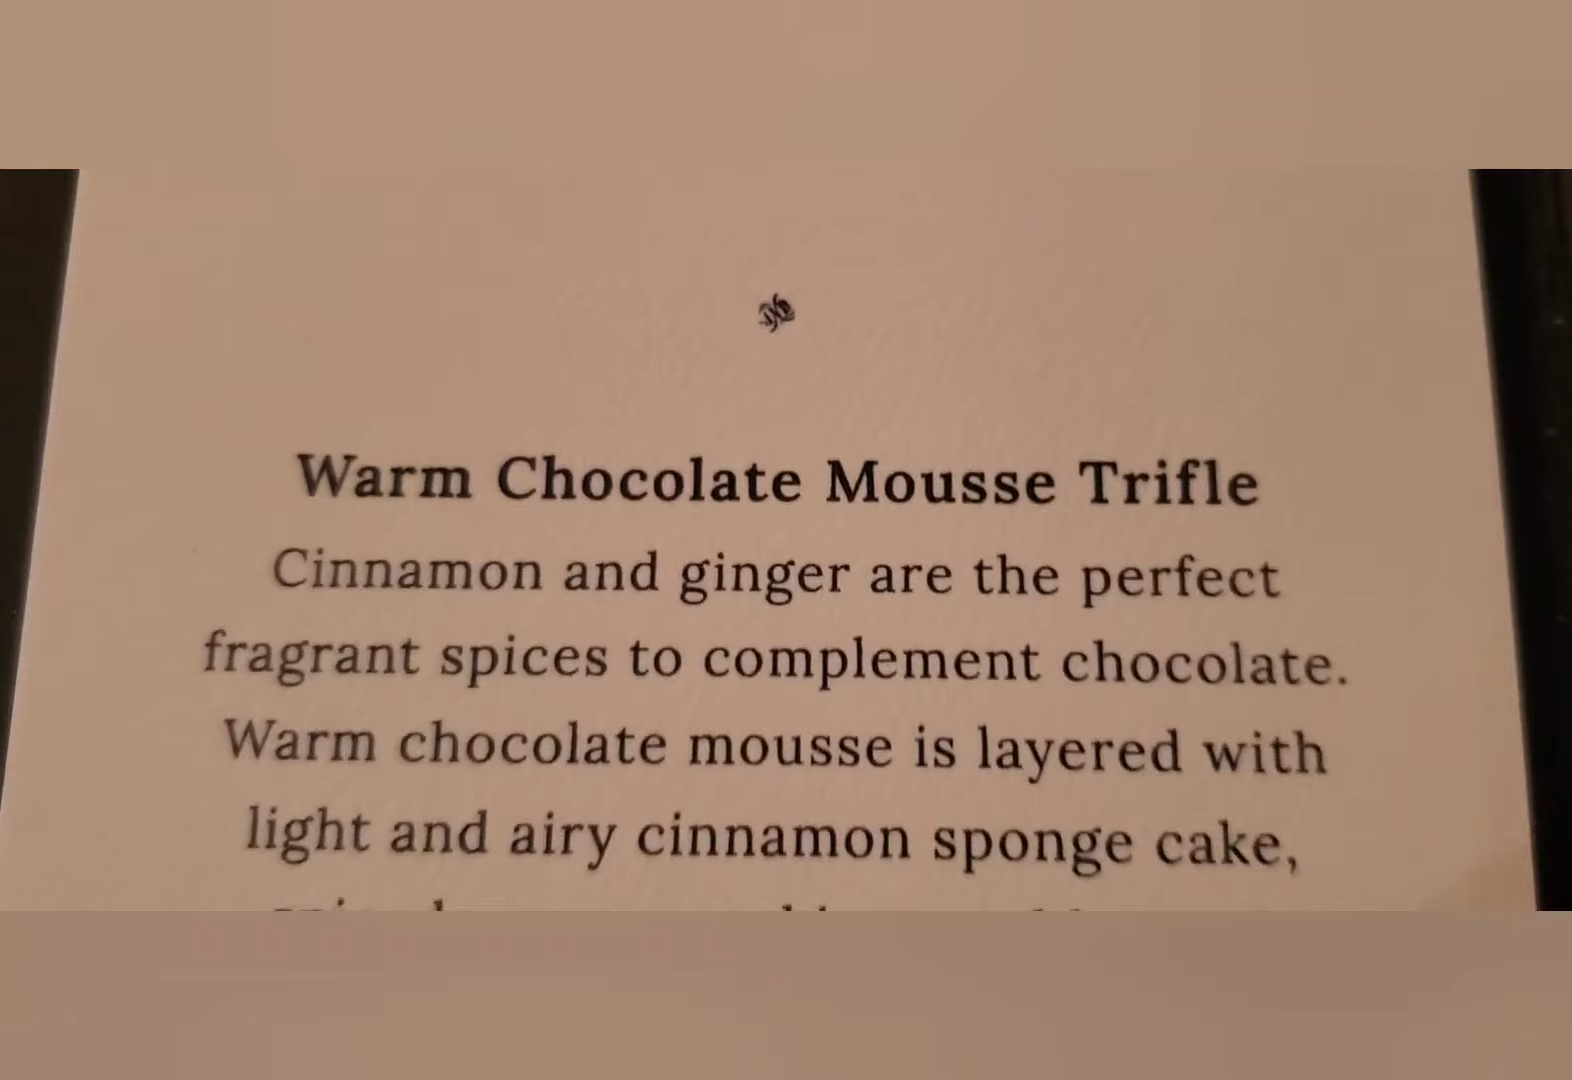 Warm Chocolate Mousse Trifle
Cinnamon and ginger are the perfect
fragrant spices to complement chocolate.
Warm chocolate mousse is layered with
light and airy cinnamon sponge cake,